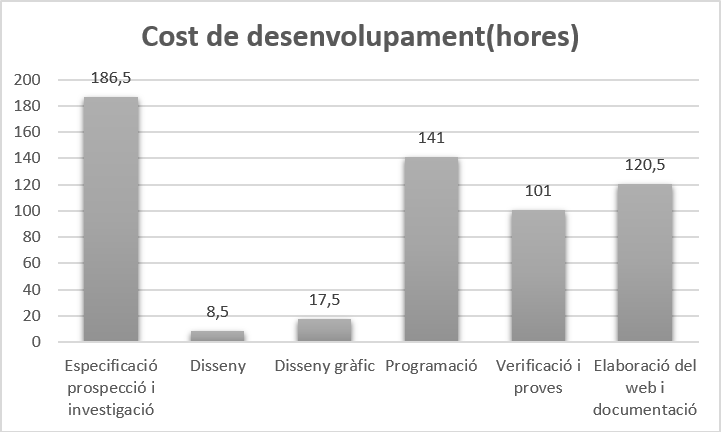 Cost de desenvolupament(hores)
200
180
160
140
120
100
80
60
40
20
0
186,5
8,5
17,5
141
101
120,5
Especificació
prospecció i
investigació
Disseny
Disseny gràfic
Programació
Verificació i
proves
Elaboració del
web i
documentació